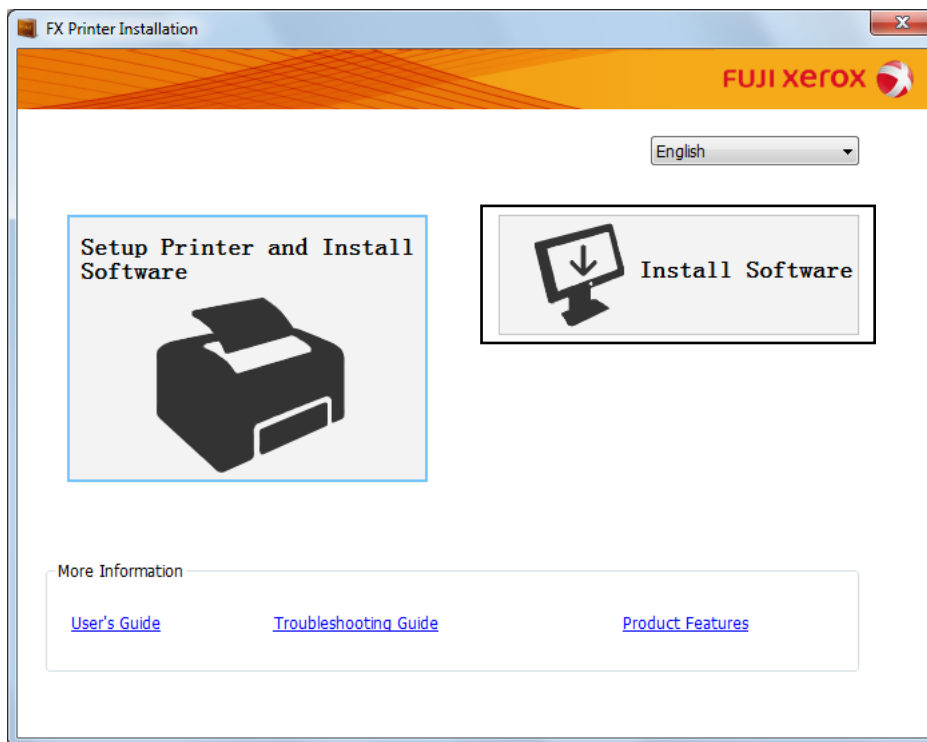 FX Printer Installation
FUJI xerox
English
Setup Printer and Install
Software
Install Software
More Information
User's Guide
Troubleshooting Guide
Product Features